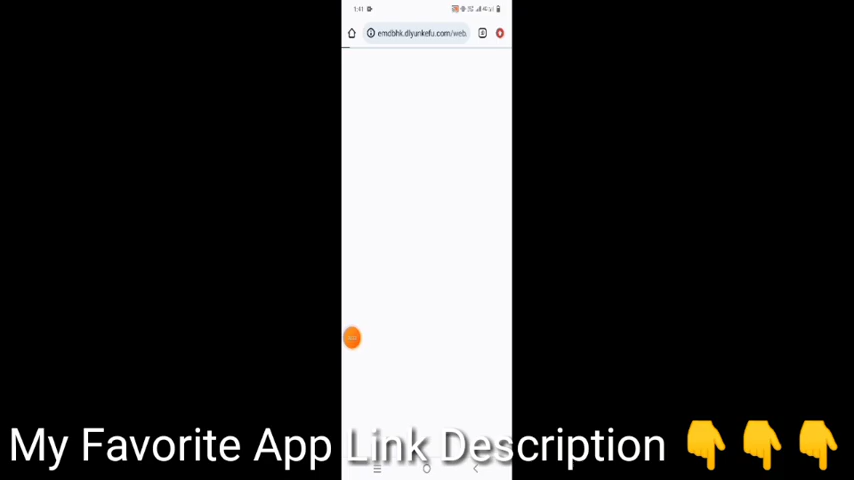 1:41
emdbhk.dlyunkefu.com/web.
My Favorite App Link Description 👇👇👇